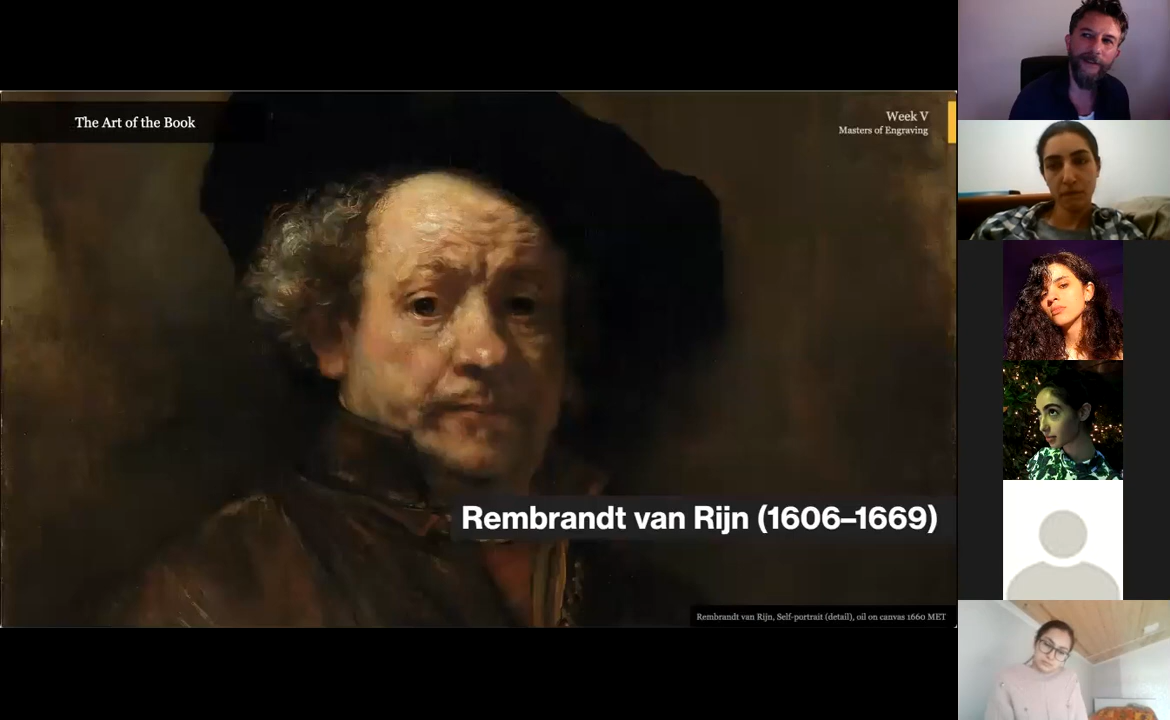 The Art of the Book
Week V
Masters of Engraving
Rembrandt van Rijn (1606–1669)
Rembrandt van Rijn, Self-portrait (detail), oil on canvas 1660 MET